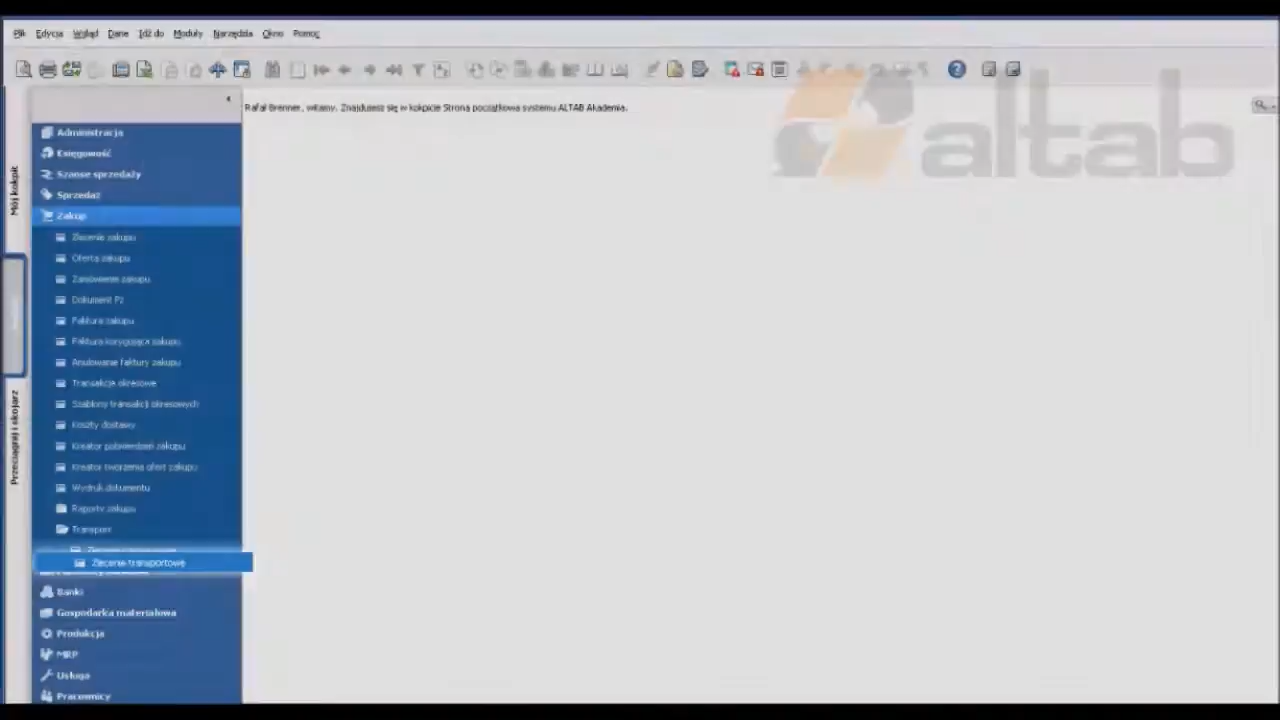 Plik Edycja Wgląd Dane Idź do Moduły Narzędzia Okno Pomoc
altab
Rafał Brenner, witamy. Znajdujesz się w kokpicie Strona początkowa systemu ALTAB Akademia.
Mój kokpit
Przeciągnij i skojarz
Administracja
Księgowość
Szanse sprzedaży
Sprzedaż
Zakup
Zlecenie zakupu
Oferta zakupu
Zamówienie zakupu
Dokument PZ
Faktura zakupu
Faktura korygująca zakupu
Anulowanie faktury zakupu
Transakcje okresowe
Szablony transakcji okresowych
Koszty dostawy
Kreator potwierdzeń zakupu
Kreator tworzenia ofert zakupu
Wydruk dokumentu
Raporty zakupu
Transport
Zlecenie transportowe
Banki
Gospodarka materiałowa
Produkcja
MRP
Usługa
Pracownicy